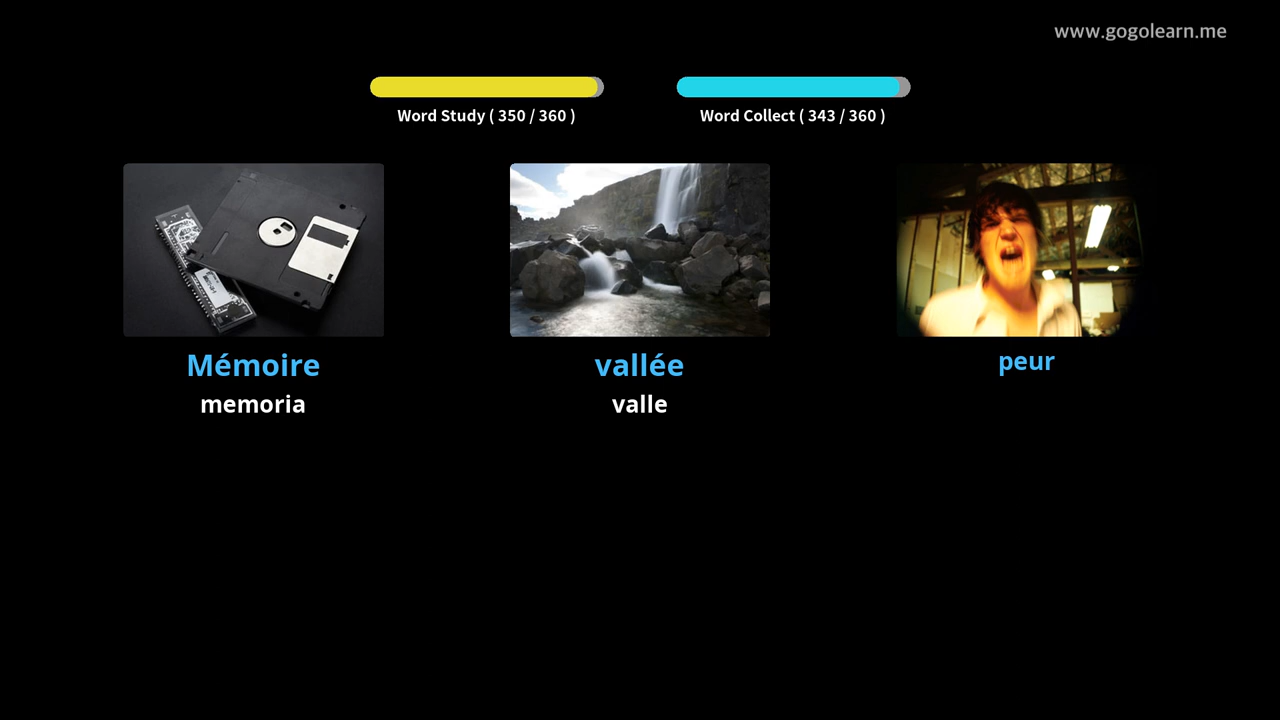 www.gogolearn.me
Word Study ( 350 / 360 )
Word Collect ( 343 / 360 )
Mémoire
memoria
vallée
valle
peur